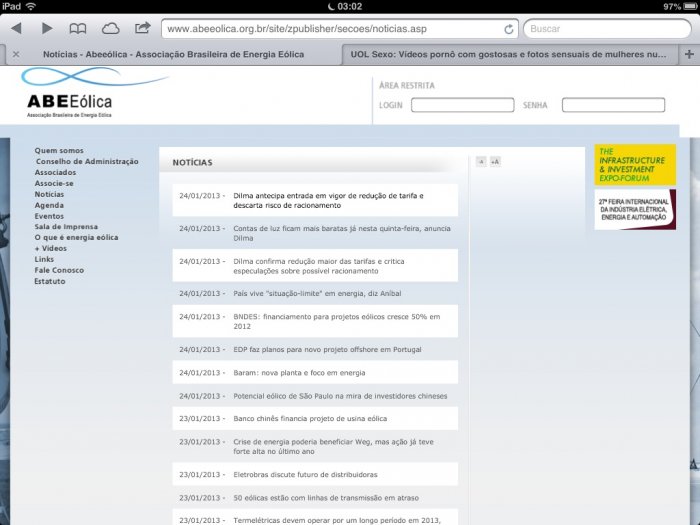 iPad
03:02
97%
www.abeeolica.org.br/site/zpublisher/secoes/noticias.asp
Buscar
Notícias - Abeeólica - Associação Brasileira de Energia Eólica
UOL Sexo: Vídeos pornô com gostosas e fotos sensuais de mulheres nu...
ABEEólica
Associação Brasileira de Energia Eólica
ÁREA RESTRITA
LOGIN
SENHA
Quem somos
Conselho de Administração
Associados
Associe-se
Notícias
Agenda
Eventos
Sala de Imprensa
O que é energia eólica
+ Vídeos
Links
Fale Conosco
Estatuto
NOTÍCIAS
-A
+A
24/01/2013 - Dilma antecipa entrada em vigor de redução de tarifa e
descarta risco de racionamento
24/01/2013 - Contas de luz ficam mais baratas já nesta quinta-feira, anuncia
Dilma
24/01/2013 - Dilma confirma redução maior das tarifas e critica
especulações sobre possível racionamento
24/01/2013 - País vive "situação-limite" em energia, diz Aníbal
24/01/2013 - BNDES: financiamento para projetos eólicos cresce 50% em
2012
24/01/2013 - EDP faz planos para novo projeto offshore em Portugal
24/01/2013 - Baram: nova planta e foco em energia
24/01/2013 - Potencial eólico de São Paulo na mira de investidores chineses
23/01/2013 - Banco chinês financia projeto de usina eólica
23/01/2013 - Crise de energia poderia beneficiar Weg, mas ação já teve
forte alta no último ano
23/01/2013 - Eletrobras discute futuro de distribuidoras
23/01/2013 - 50 eólicas estão com linhas de transmissão em atraso
23/01/2013 - Termelétricas devem operar por um longo período em 2013,
THE
INFRASTRUCTURE
& INVESTMENT
EXPO-FORUM
27ª FEIRA INTERNACIONAL
DA INDÚSTRIA ELÉTRICA,
ENERGIA E AUTOMAÇÃO